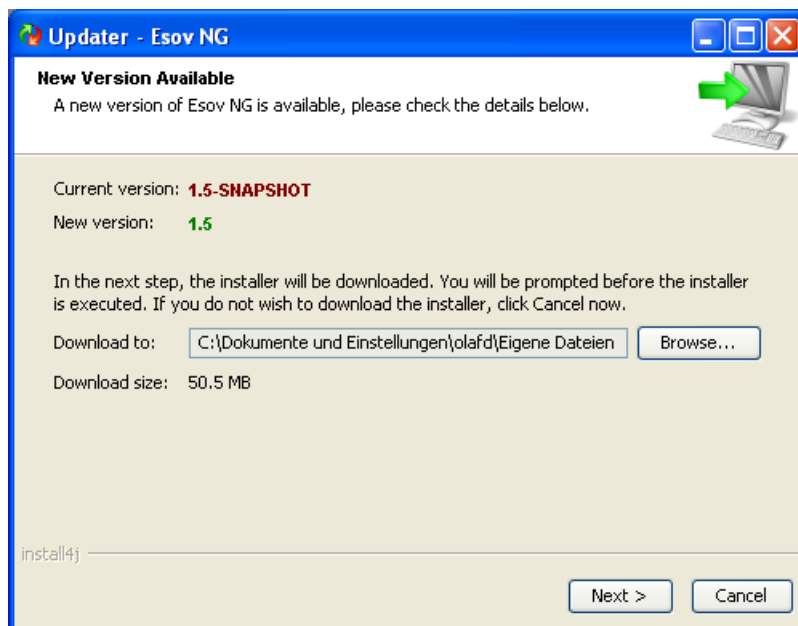 Updater - Esov NG
New Version Available
A new version of Esov NG is available, please check the details below.
Current version: 1.5-SNAPSHOT
New version: 1.5
In the next step, the installer will be downloaded. You will be prompted before the installer
is executed. If you do not wish to download the installer, click Cancel now.
Download to: C:\Dokumente und Einstellungen\olafd\Eigene Dateien Browse...
Download size: 50.5 MB
install4j
Next > Cancel